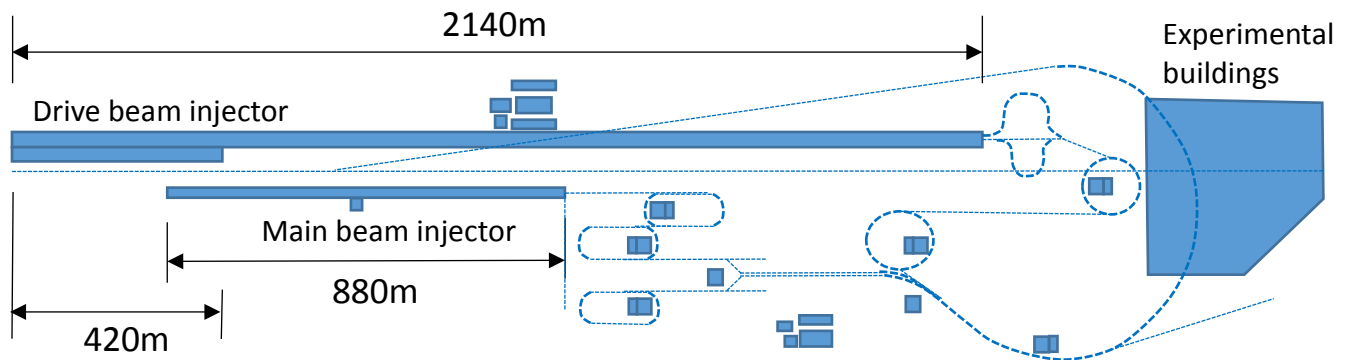 2140m
Experimental
buildings
Drive beam injector
Main beam injector
880m
420m